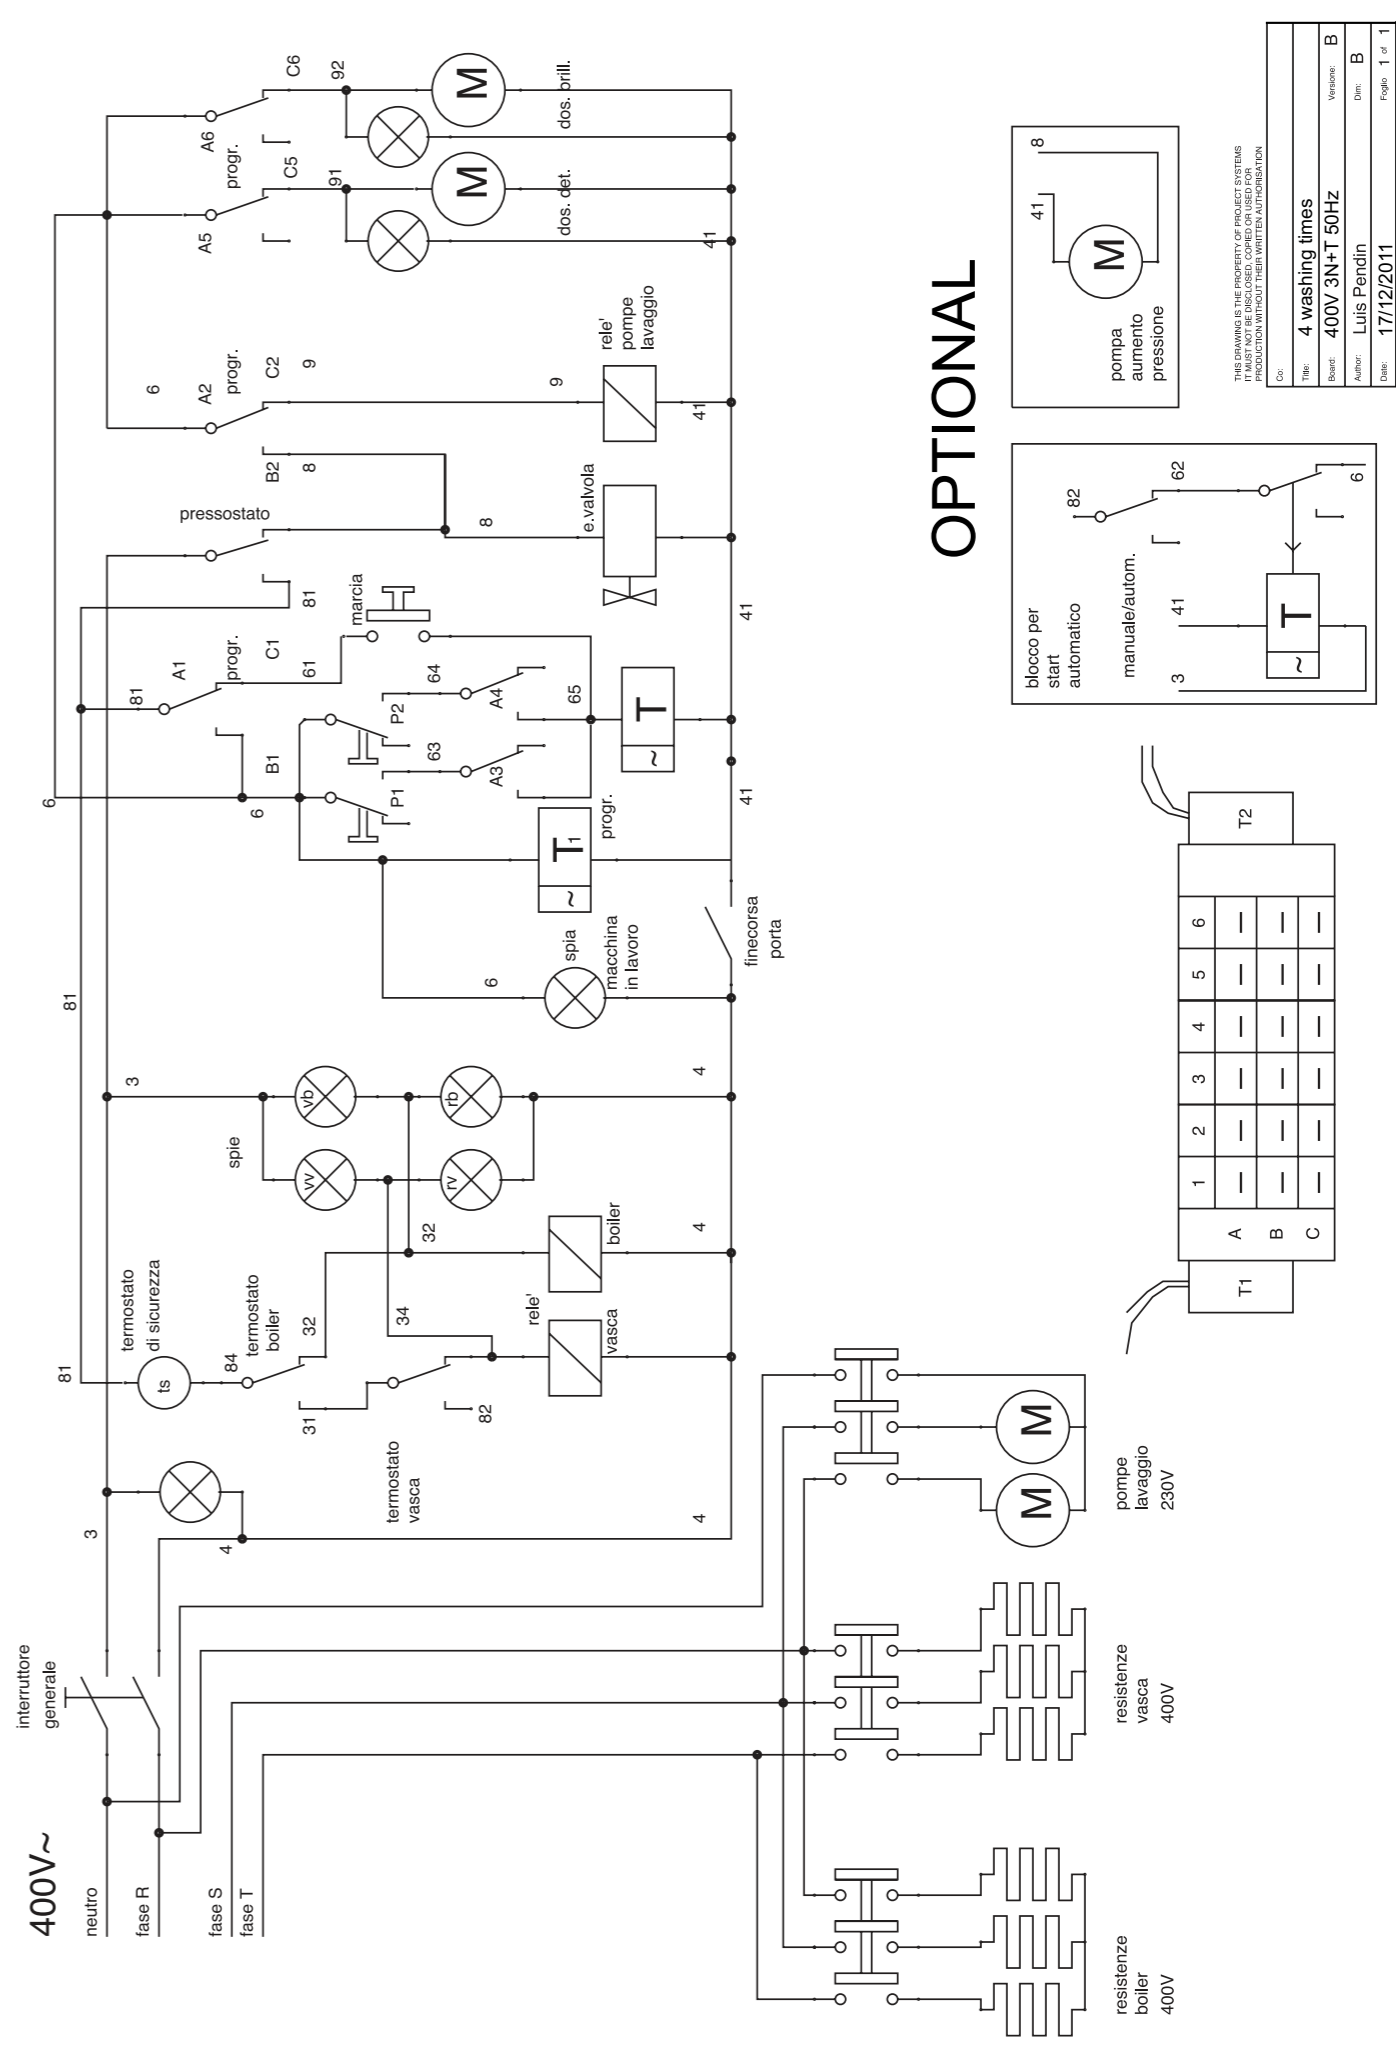 400V~
neutro
fase R
fase S
fase T
interruttore
generale
3
4
81
termostato
di sicurezza
ts
84
termostato
boiler
31
32
termostato
vasca
82
34
32
rele'
vasca
boiler
4
4
4
spie
3
vv
vb
rv
rb
81
6
spia
macchina
in lavoro
finecorsa
porta
6
6
B1
81
A1
progr.
C1
61
marcia
P1
P2
63
64
A3
A4
65
T1
~
progr.
T
~
41
41
pressostato
81
8
e.valvola
6
A2
progr.
B2
C2
8
9
9
rele'
pompe
lavaggio
41
A5
progr.
A6
C5
C6
91
92
M
M
dos. det.
dos. brill.
41
resistenze
boiler
400V
resistenze
vasca
400V
M
M
pompe
lavaggio
230V
T1
1 2 3 4 5 6
A
B
C
T2
OPTIONAL
blocco per
start
automatico
manuale/autom.
3
41
82
62
6
T
~
pompa
aumento
pressione
M
41
8
THIS DRAWING IS THE PROPERTY OF PROJECT SYSTEMS
IT MUST NOT BE DISCLOSED, COPIED OR USED FOR
PRODUCTION WITHOUT THEIR WRITTEN AUTHORISATION
Co:
Title: 4 washing times
Board: 400V 3N+T 50Hz Versione: B
Author: Luis Pendin Dim: B
Date: 17/12/2011 Foglio 1 of 1